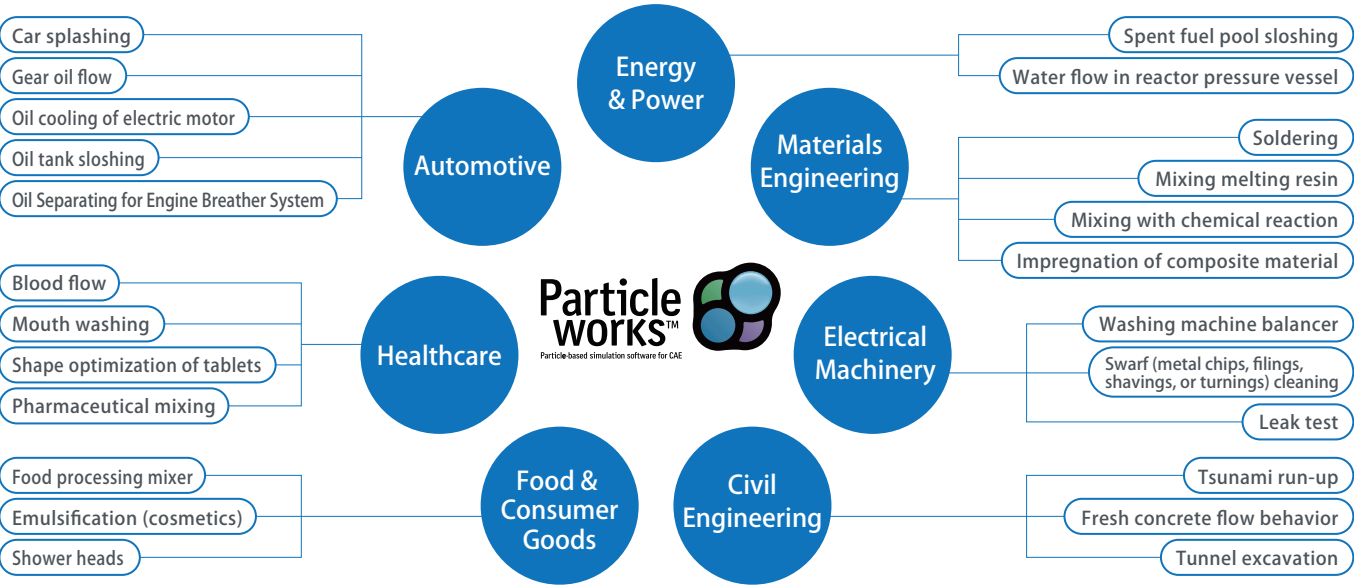 Car splashing
Gear oil flow
Oil cooling of electric motor
Oil tank sloshing
Oil Separating for Engine Breather System
Automotive
Energy
& Power
Spent fuel pool sloshing
Water flow in reactor pressure vessel
Materials
Engineering
Soldering
Mixing melting resin
Mixing with chemical reaction
Impregnation of composite material
Blood flow
Mouth washing
Shape optimization of tablets
Pharmaceutical mixing
Healthcare
Particle
works™
Particle-based simulation software for CAE
Electrical
Machinery
Washing machine balancer
Swarf (metal chips, filings,
shavings, or turnings) cleaning
Leak test
Food processing mixer
Emulsification (cosmetics)
Shower heads
Food &
Consumer
Goods
Civil
Engineering
Tsunami run-up
Fresh concrete flow behavior
Tunnel excavation